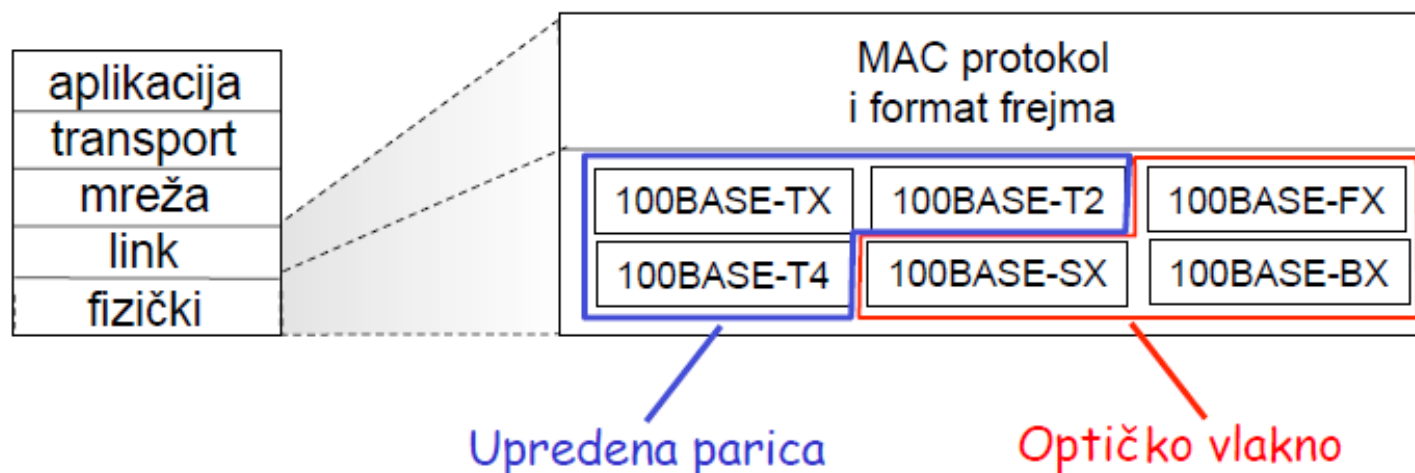 aplikacija
transport
mreža
link
fizički
MAC protokol
i format frejma
100BASE-TX
100BASE-T2
100BASE-FX
100BASE-T4
100BASE-SX
100BASE-BX
Upredena parica
Optičko vlakno